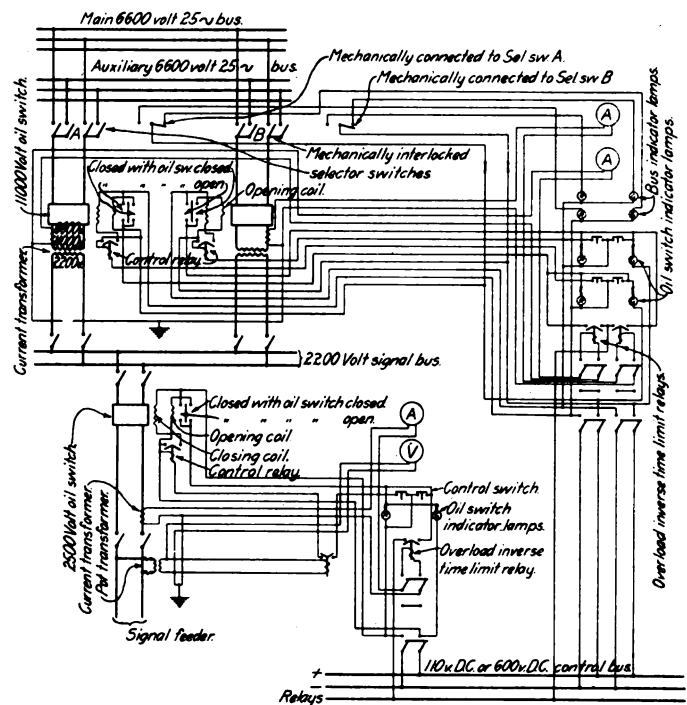 Main 6600 volt 25~ bus.
Auxiliary 6600 volt 25~ bus.
Mechanically connected to Sel sw. A.
Mechanically connected to Sel sw B
11000 Volt oil switch.
A
B
A
A
Mechanically interlocked
selector switches
Closed with oil sw. closed.
" " " " open.
Opening coil.
Control relay.
Bus indicator lamps.
Oil switch indicator lamps.
2200
Current transformer.
2200 Volt signal bus.
Overload inverse time limit relays.
Closed with oil switch closed.
" " " " open.
Opening coil.
Closing coil.
Control relay.
A
V
2500 Volt oil switch.
Current transformer.
Pot. transformer.
Control switch.
Oil switch
indicator lamps.
Overload inverse
time limit relay.
Signal feeder.
+ 110 v. D.C. or 600 v. D.C. control bus.
−
Relays